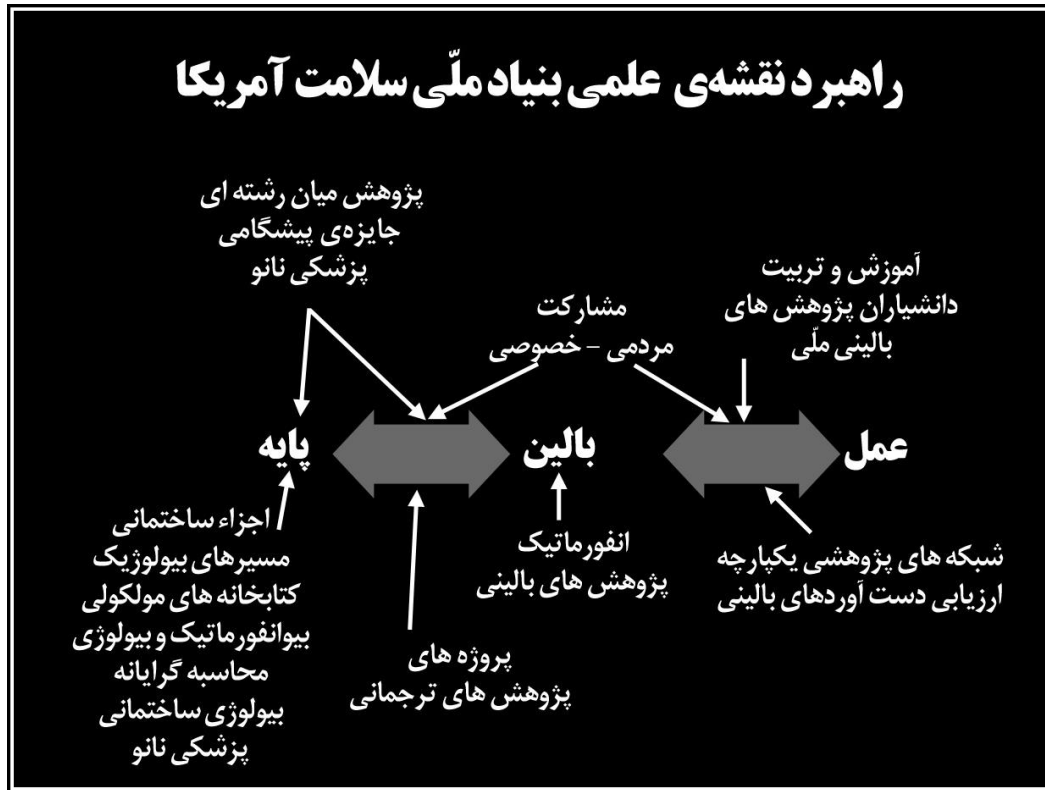 راهبرد نقشه‌ی علمی بنیاد ملّی سلامت آمریکا
پژوهش میان رشته ای
جایزه‌ی پیشگامی
پزشکی نانو
مشارکت
مردمی – خصوصی
آموزش و تربیت
دانشیاران پژوهش های
بالینی ملّی
عمل
بالین
پایه
شبکه های پژوهشی یکپارچه
ارزیابی دست آوردهای بالینی
انفورماتیک
پژوهش های بالینی
پروژه های
پژوهش های ترجمانی
اجزاء ساختمانی
مسیرهای بیولوژیک
کتابخانه های مولکولی
بیوانفورماتیک و بیولوژی
محاسبه گرایانه
بیولوژی ساختمانی
پزشکی نانو